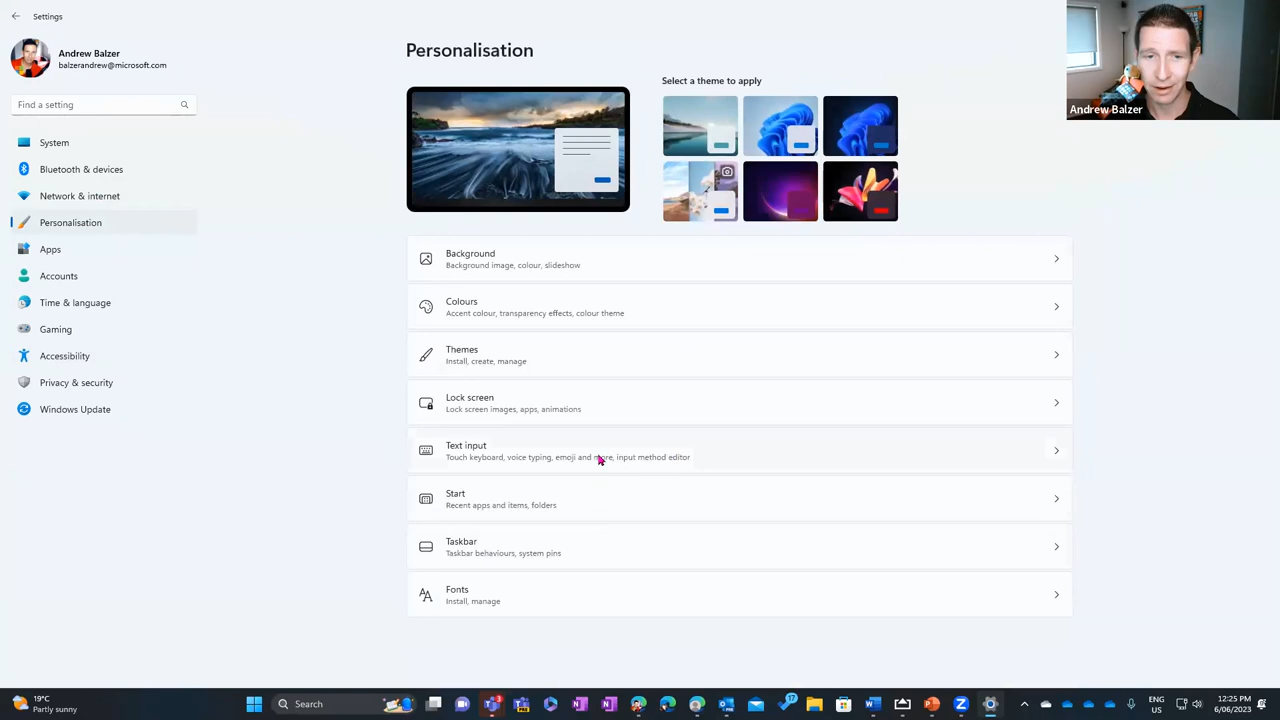 Settings
Andrew Balzer
balzerandrew@microsoft.com
Find a setting
System
Bluetooth & devices
Network & internet
Personalisation
Apps
Accounts
Time & language
Gaming
Accessibility
Privacy & security
Windows Update
Personalisation
Select a theme to apply
Background
Background image, colour, slideshow
Colours
Accent colour, transparency effects, colour theme
Themes
Install, create, manage
Lock screen
Lock screen images, apps, animations
Text input
Touch keyboard, voice typing, emoji and more, input method editor
Start
Recent apps and items, folders
Taskbar
Taskbar behaviours, system pins
Fonts
Install, manage
Andrew Balzer
19°C
Partly sunny
Search
3
17
ENG
US
12:25 PM
6/06/2023